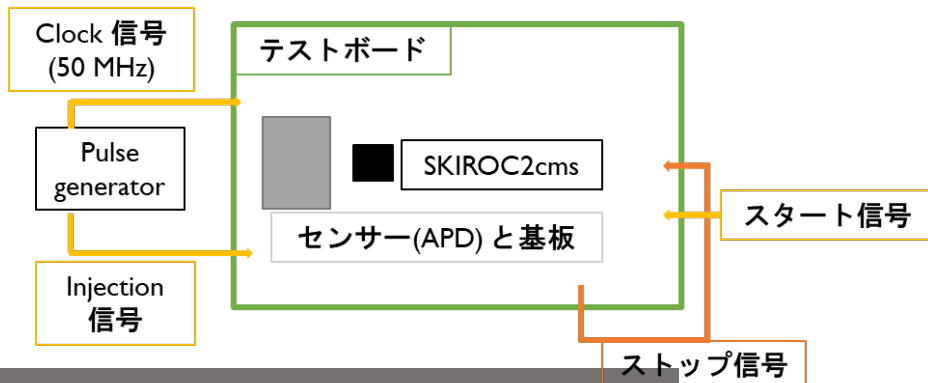 Clock 信号
(50 MHz)
テストボード
Pulse
generator
SKIROC2cms
センサー(APD) と基板
スタート信号
Injection
信号
ストップ信号